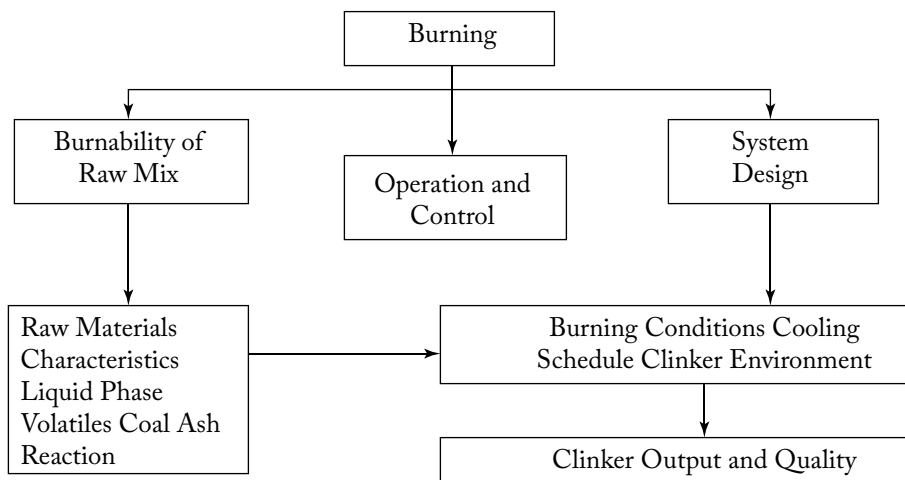 Burning
Burnability of
Raw Mix
Operation and
Control
System
Design
Raw Materials
Characteristics
Liquid Phase
Volatiles Coal Ash
Reaction
Burning Conditions Cooling
Schedule Clinker Environment
Clinker Output and Quality